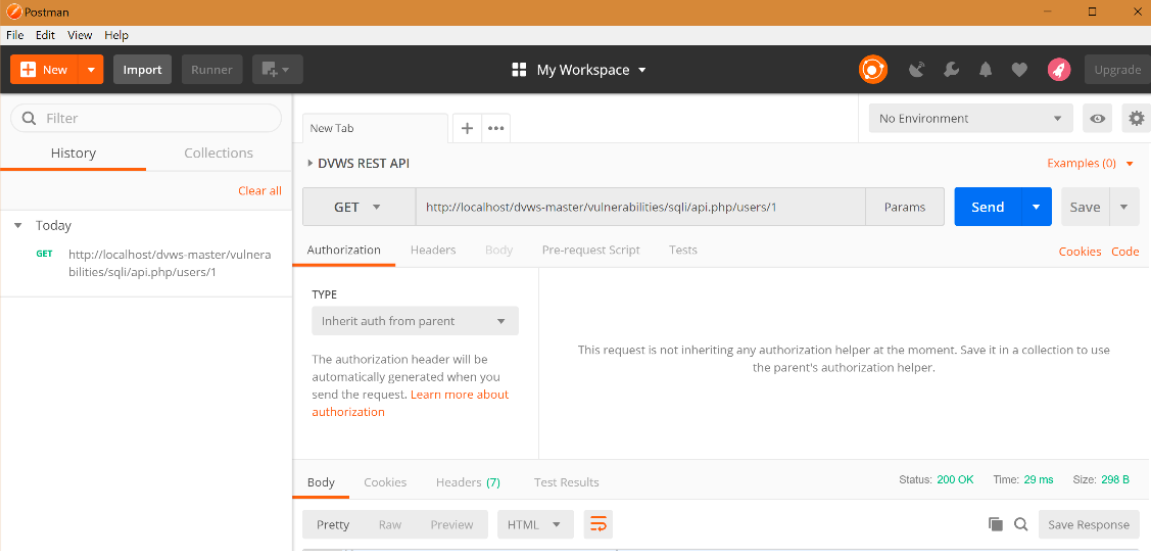 Postman
File Edit View Help
New Import Runner My Workspace Upgrade
Filter
History Collections
Clear all
Today
GET http://localhost/dvws-master/vulnera
bilities/sqli/api.php/users/1
New Tab
No Environment
DVWS REST API
Examples (0)
GET http://localhost/dvws-master/vulnerabilities/sqli/api.php/users/1 Params Send Save
Authorization Headers Body Pre-request Script Tests Cookies Code
TYPE
Inherit auth from parent
The authorization header will be
automatically generated when you
send the request. Learn more about
authorization
This request is not inheriting any authorization helper at the moment. Save it in a collection to use
the parent's authorization helper.
Body Cookies Headers (7) Test Results Status: 200 OK Time: 29 ms Size: 298 B
Pretty Raw Preview HTML Save Response